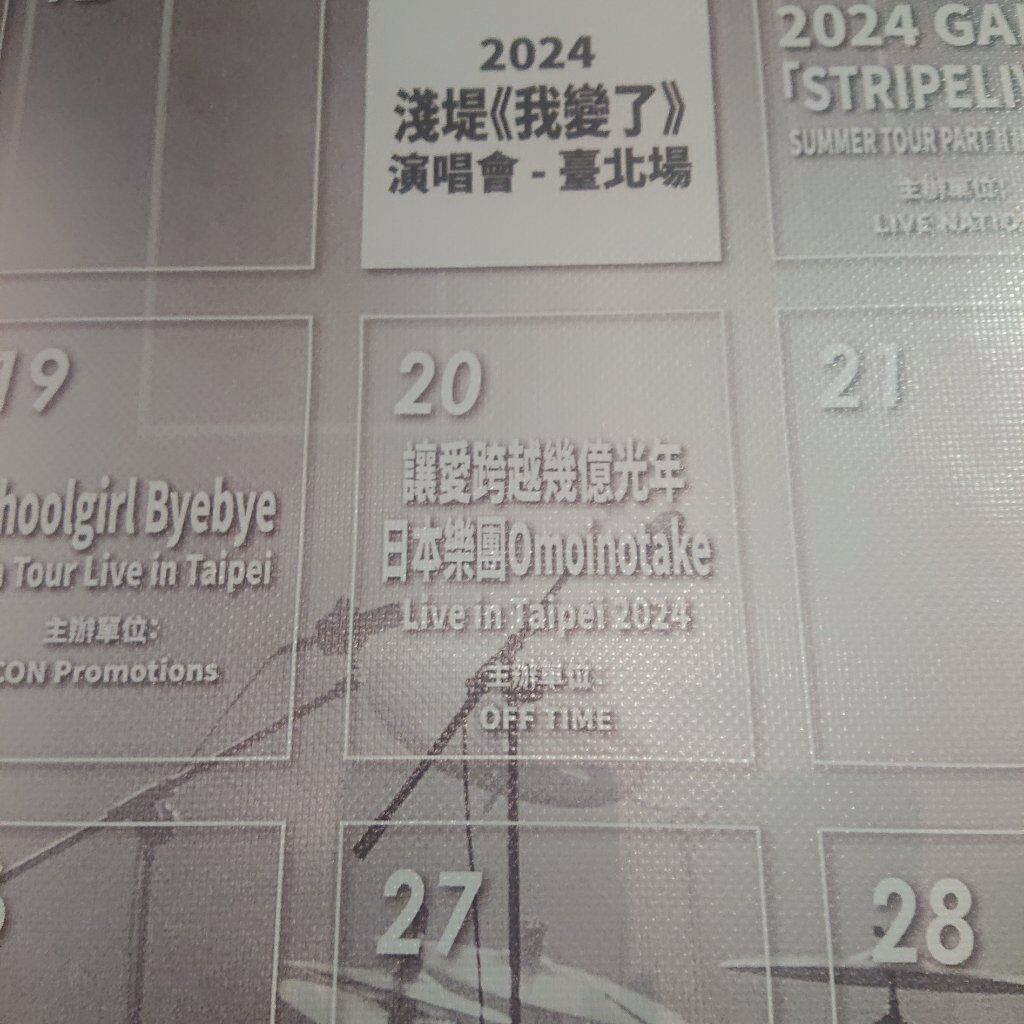 2024
淺堤《我變了》
演唱會 - 臺北場
2024
「STRIPELIV
SUMMER TOUR PART II
主辦單位:
LIVE NATIO
19
hoolgirl Byebye
Tour Live in Taipei
主辦單位:
CON Promotions
20
讓愛跨越幾億光年
日本樂團Omoinotake
Live in Taipei 2024
主辦單位:
OFF TIME
21
27
28